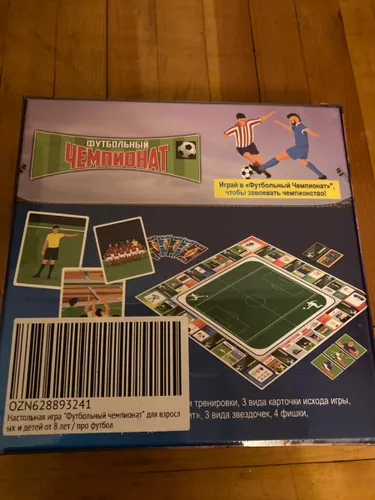 ФУТБОЛЬНЫЙ
ЧЕМПИОНАТ
Играй в «Футбольный Чемпионат",
чтобы завоевать чемпионство!
OZN628893241
Настольная игра "Футбольный чемпионат" для взросл
ых и детей от 8 лет / про футбол
и тренировки, 3 вида карточки исхода игры,
ит», 3 вида звездочек, 4 фишки,